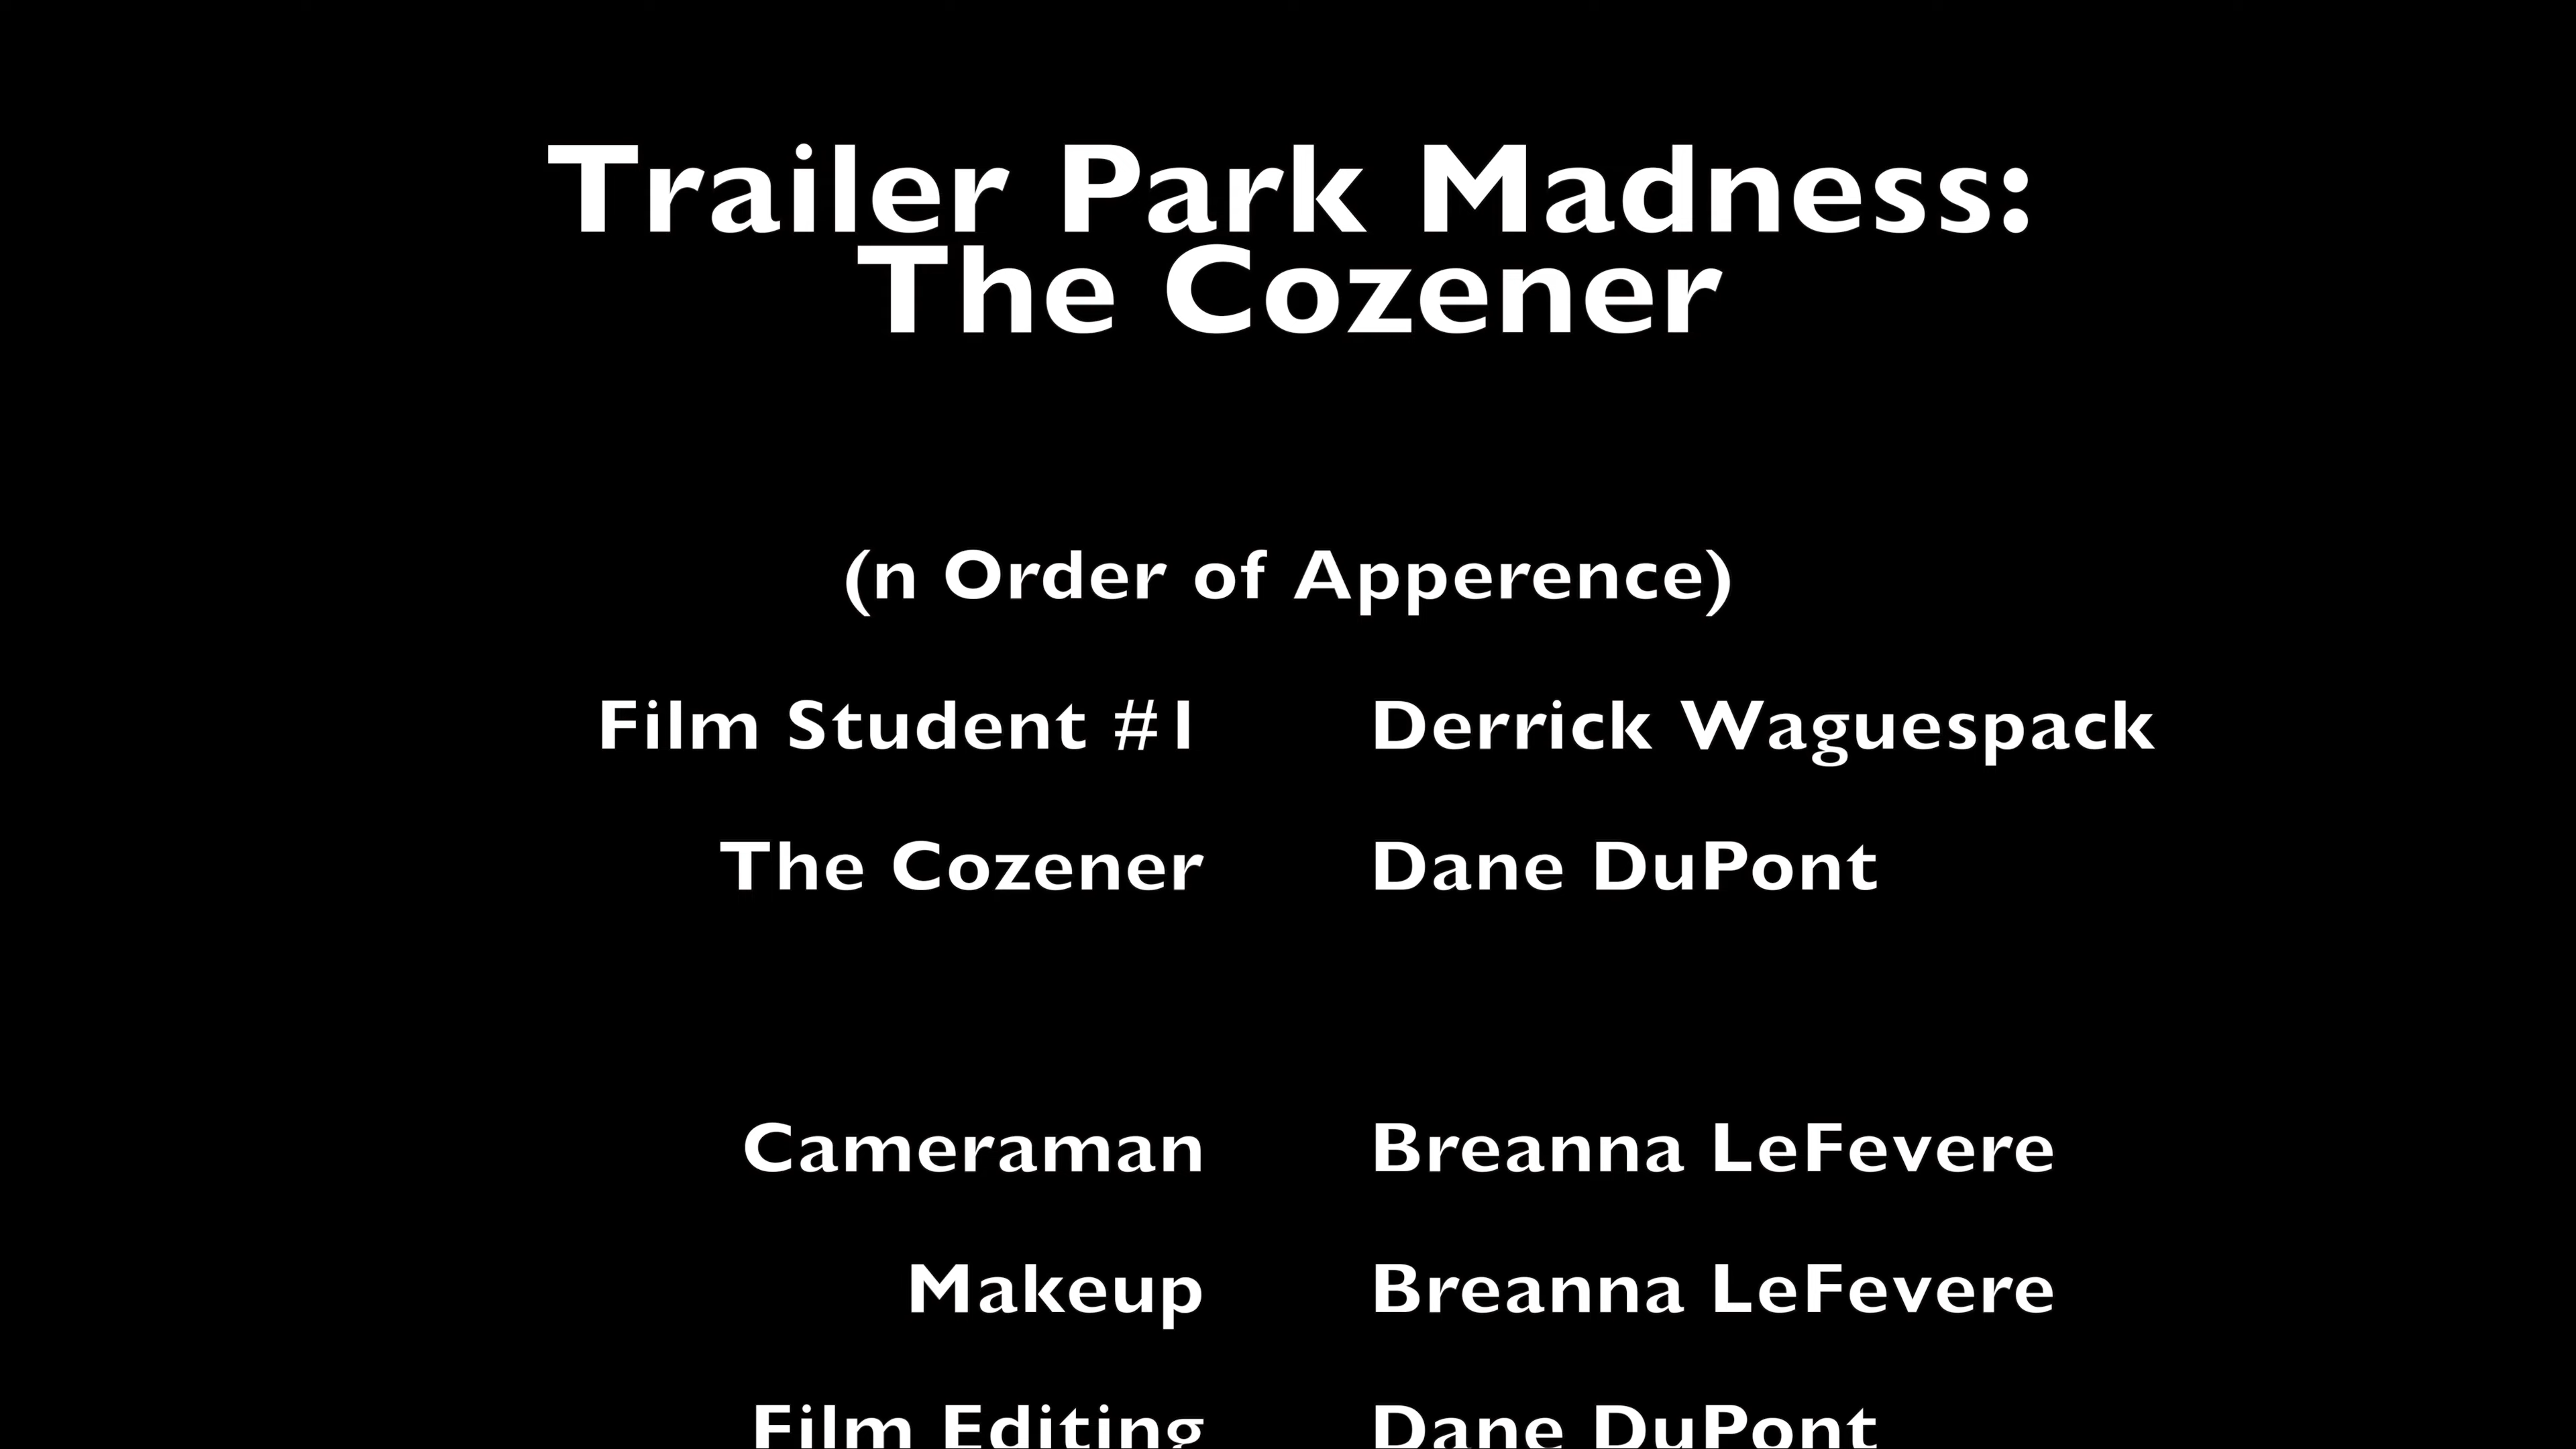 Trailer Park Madness:
The Cozener
(n Order of Apperence)
Film Student #1 Derrick Waguespack
The Cozener Dane DuPont
Cameraman Breanna LeFevere
Makeup Breanna LeFevere
Film Editing Dane DuPont